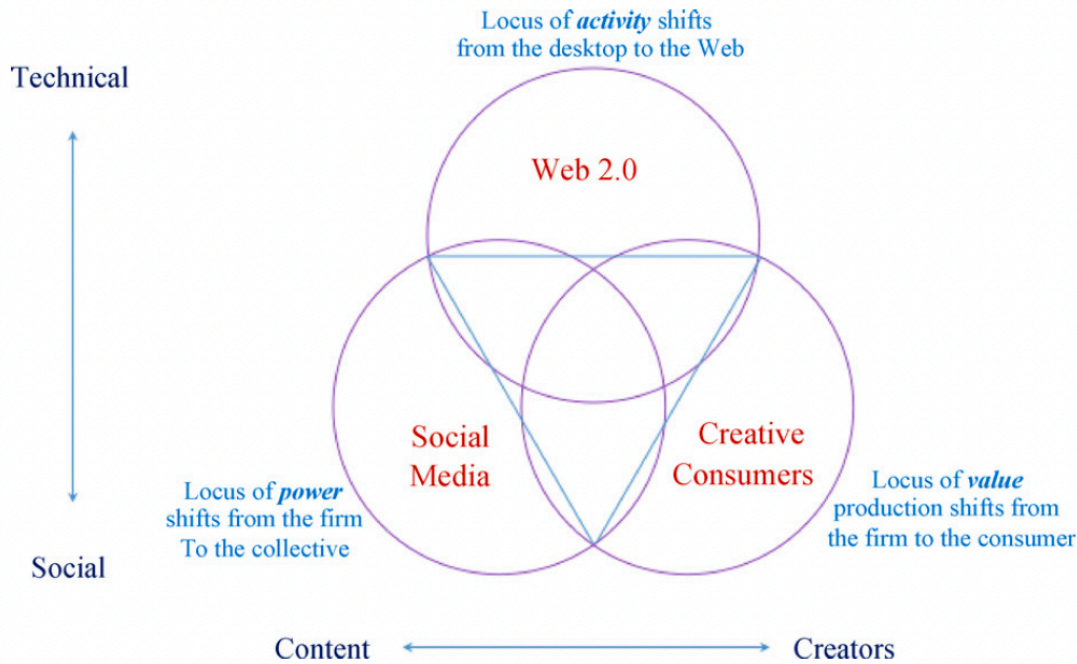 Locus of activity shifts
from the desktop to the Web
Technical
Web 2.0
Social
Media
Creative
Consumers
Locus of power
shifts from the firm
To the collective
Locus of value
production shifts from
the firm to the consumer
Social
Content
Creators